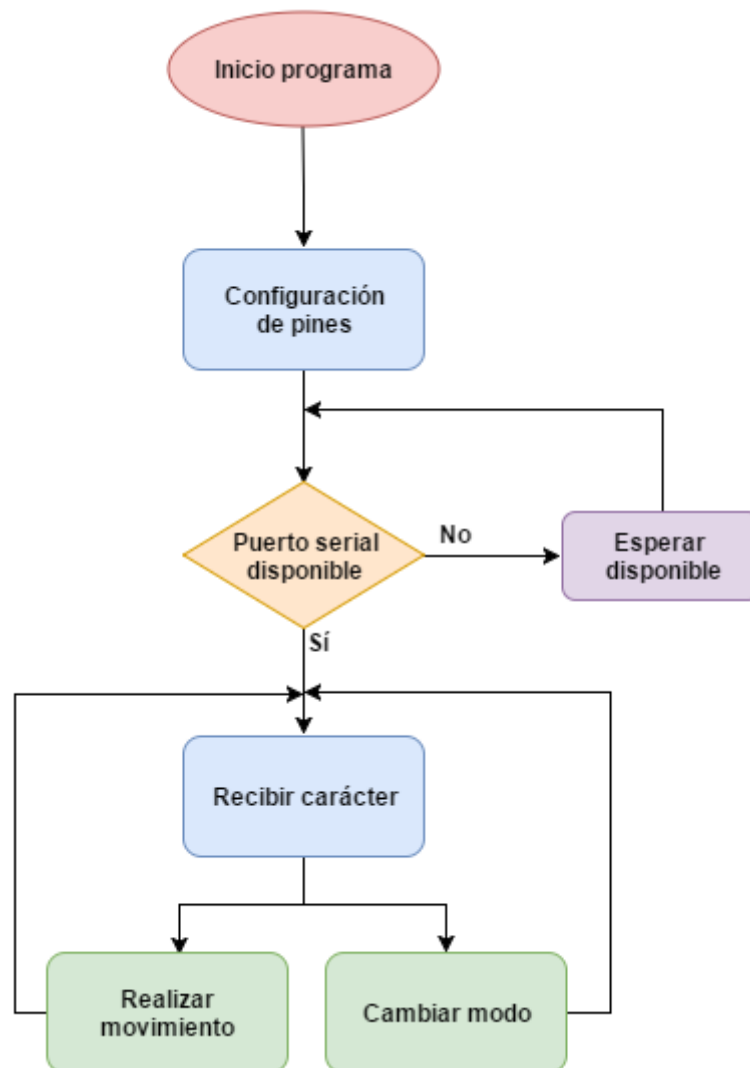 Inicio programa
Configuración
de pines
Puerto serial
disponible
No
Esperar
disponible
Sí
Recibir carácter
Realizar
movimiento
Cambiar modo